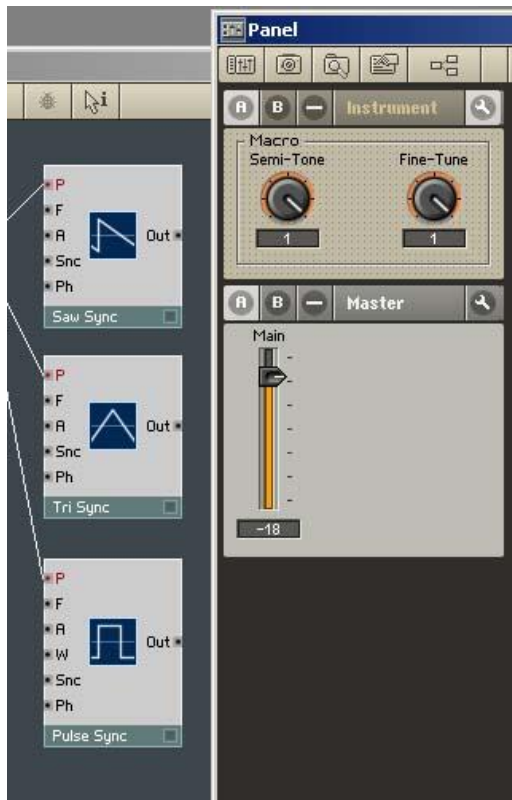 Panel
i
A B Instrument
Macro
Semi-Tone Fine-Tune
1 1
A B Master
Main
-18
P
F
A
Snc
Ph
Out
Saw Sync
P
F
A
Snc
Ph
Out
Tri Sync
P
F
A
W
Snc
Ph
Out
Pulse Sync